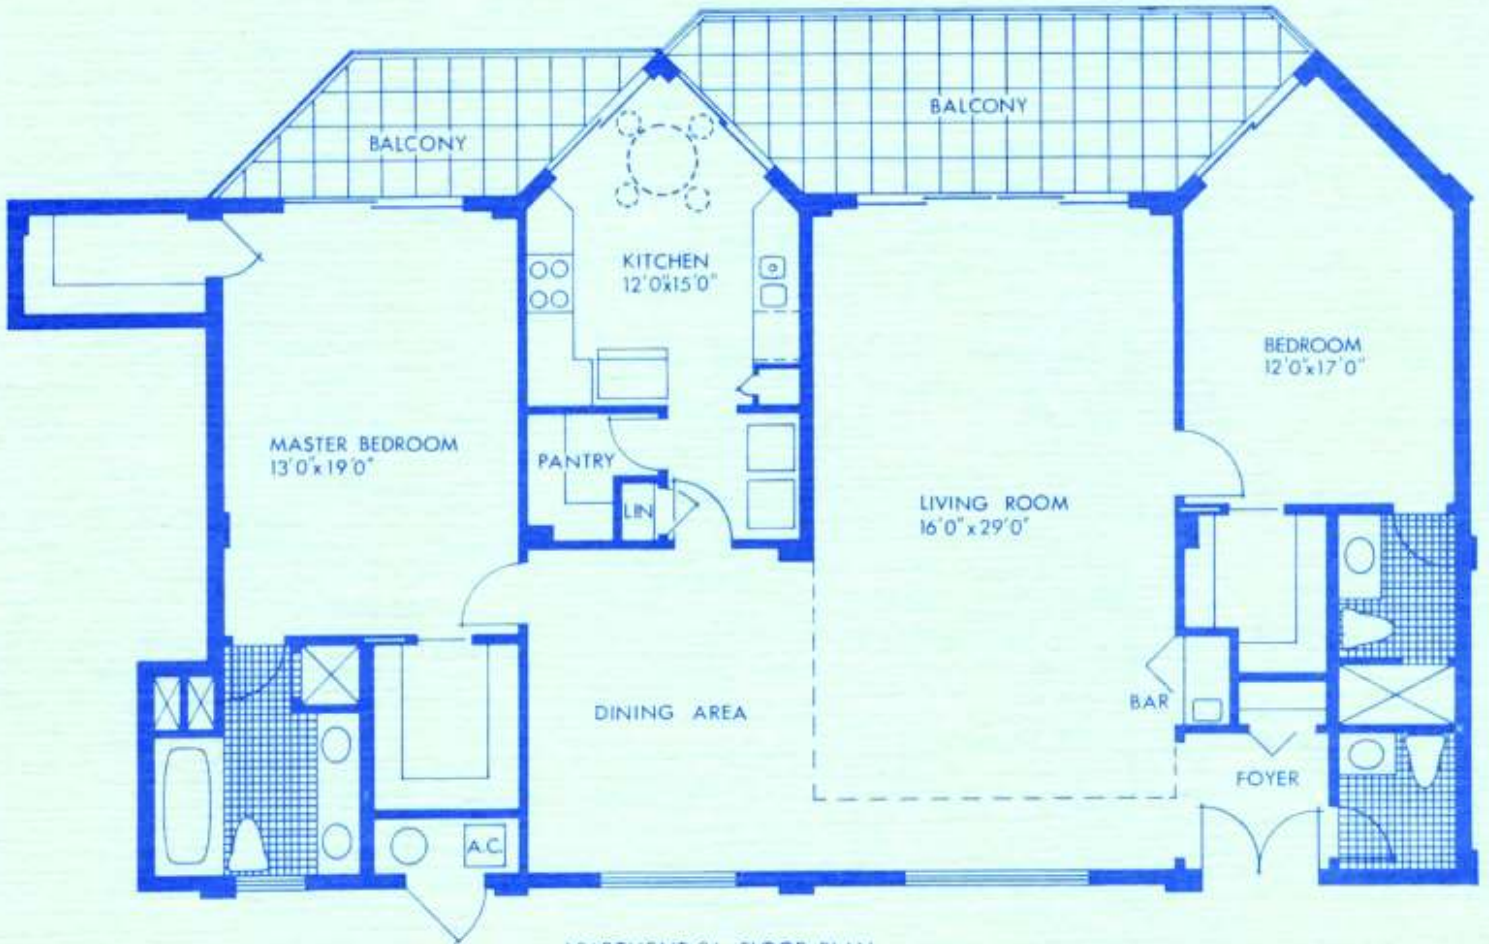 BALCONY
BALCONY
KITCHEN
12'0"x15'0"
BEDROOM
12'0"x17'0"
MASTER BEDROOM
13'0"x19'0"
PANTRY
LIN
LIVING ROOM
16'0"x29'0"
DINING AREA
BAR
FOYER
A.C.